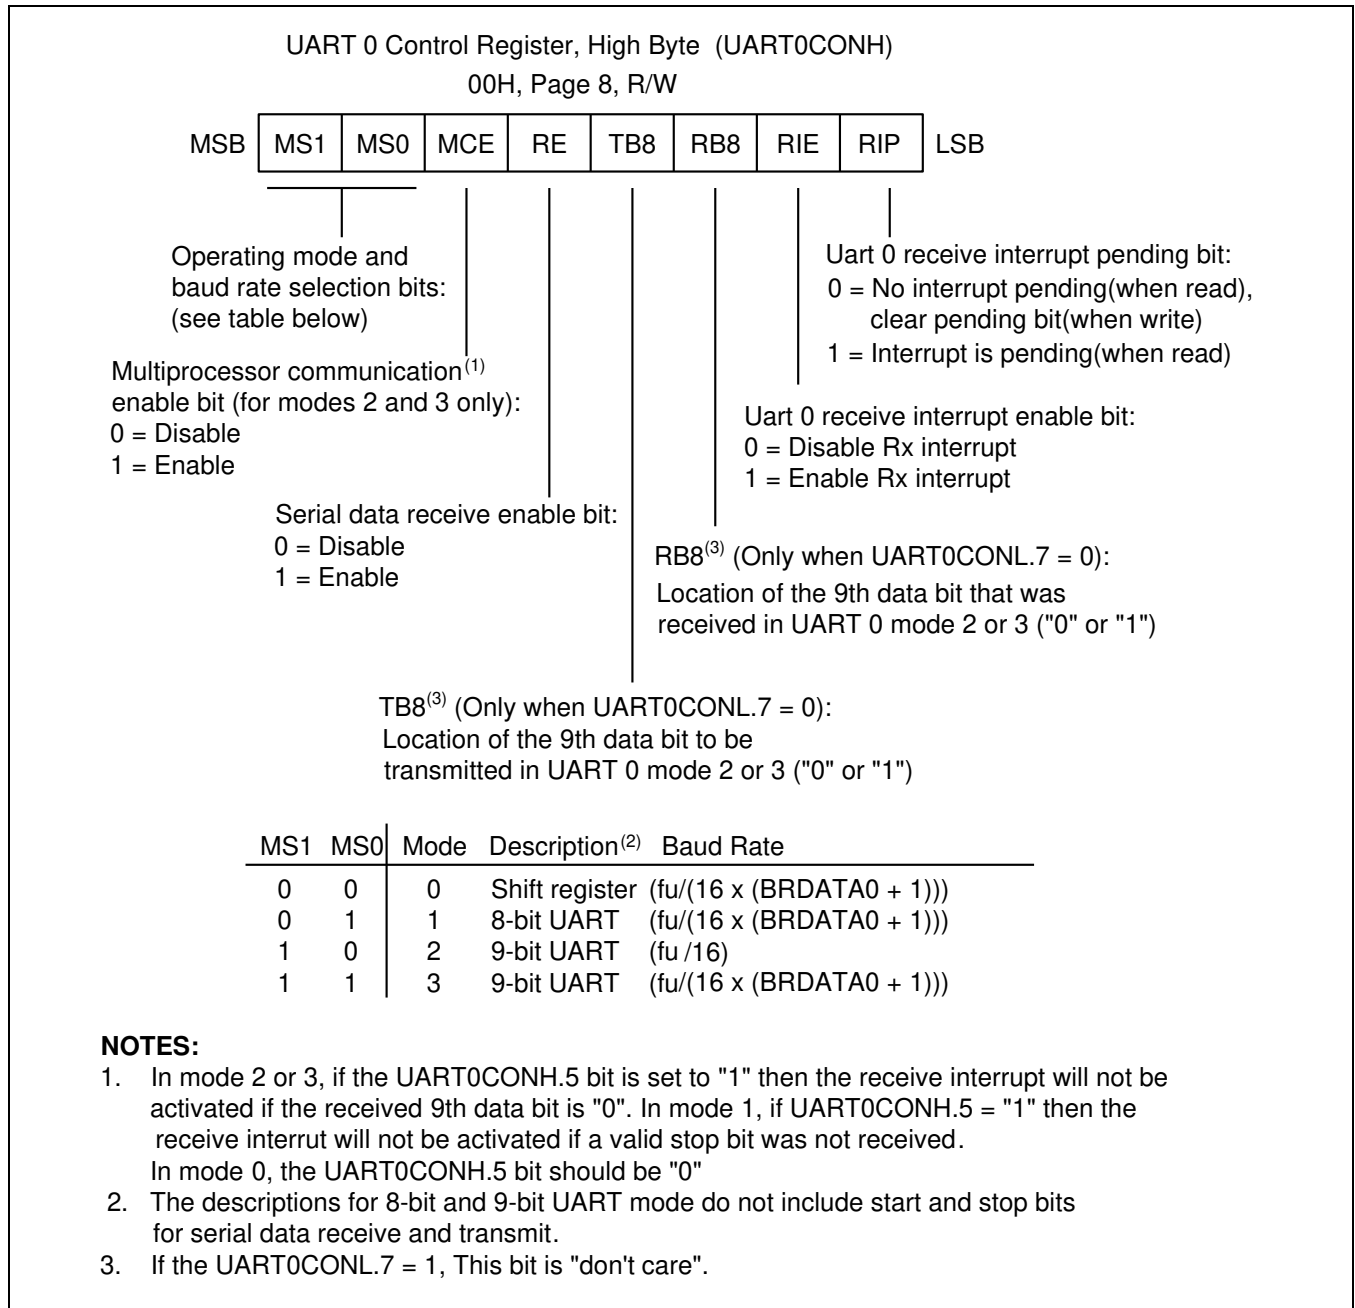 UART 0 Control Register, High Byte (UART0CONH)
00H, Page 8, R/W
MSB MS1 MS0 MCE RE TB8 RB8 RIE RIP LSB
Operating mode and
baud rate selection bits:
(see table below)
Uart 0 receive interrupt pending bit:
0 = No interrupt pending(when read),
clear pending bit(when write)
1 = Interrupt is pending(when read)
Multiprocessor communication(1)
enable bit (for modes 2 and 3 only):
0 = Disable
1 = Enable
Uart 0 receive interrupt enable bit:
0 = Disable Rx interrupt
1 = Enable Rx interrupt
Serial data receive enable bit:
0 = Disable
1 = Enable
RB8(3) (Only when UART0CONL.7 = 0):
Location of the 9th data bit that was
received in UART 0 mode 2 or 3 ("0" or "1")
TB8(3) (Only when UART0CONL.7 = 0):
Location of the 9th data bit to be
transmitted in UART 0 mode 2 or 3 ("0" or "1")
MS1 MS0 Mode Description(2) Baud Rate
0 0 0 Shift register (fu/(16 x (BRDATA0 + 1)))
0 1 1 8-bit UART (fu/(16 x (BRDATA0 + 1)))
1 0 2 9-bit UART (fu /16)
1 1 3 9-bit UART (fu/(16 x (BRDATA0 + 1)))
NOTES:
1. In mode 2 or 3, if the UART0CONH.5 bit is set to "1" then the receive interrupt will not be
activated if the received 9th data bit is "0". In mode 1, if UART0CONH.5 = "1" then the
receive interrut will not be activated if a valid stop bit was not received.
In mode 0, the UART0CONH.5 bit should be "0"
2. The descriptions for 8-bit and 9-bit UART mode do not include start and stop bits
for serial data receive and transmit.
3. If the UART0CONL.7 = 1, This bit is "don't care".